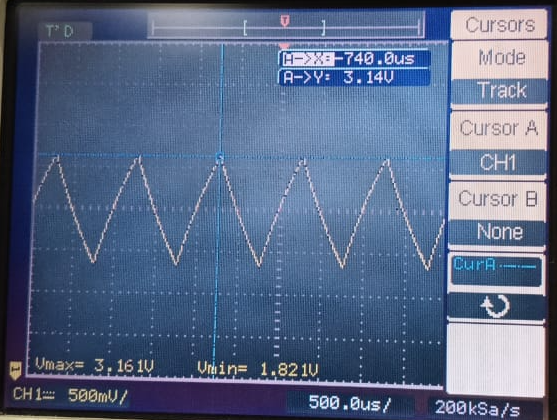 T'D
T
Cursors
A->X:-740.0us
A->Y: 3.14V
Mode
Track
Cursor A
CH1
Cursor B
None
CurA
Vmax= 3.161V Vmin= 1.821V
CH1 500mV/ 500.0us/ 200kSa/s